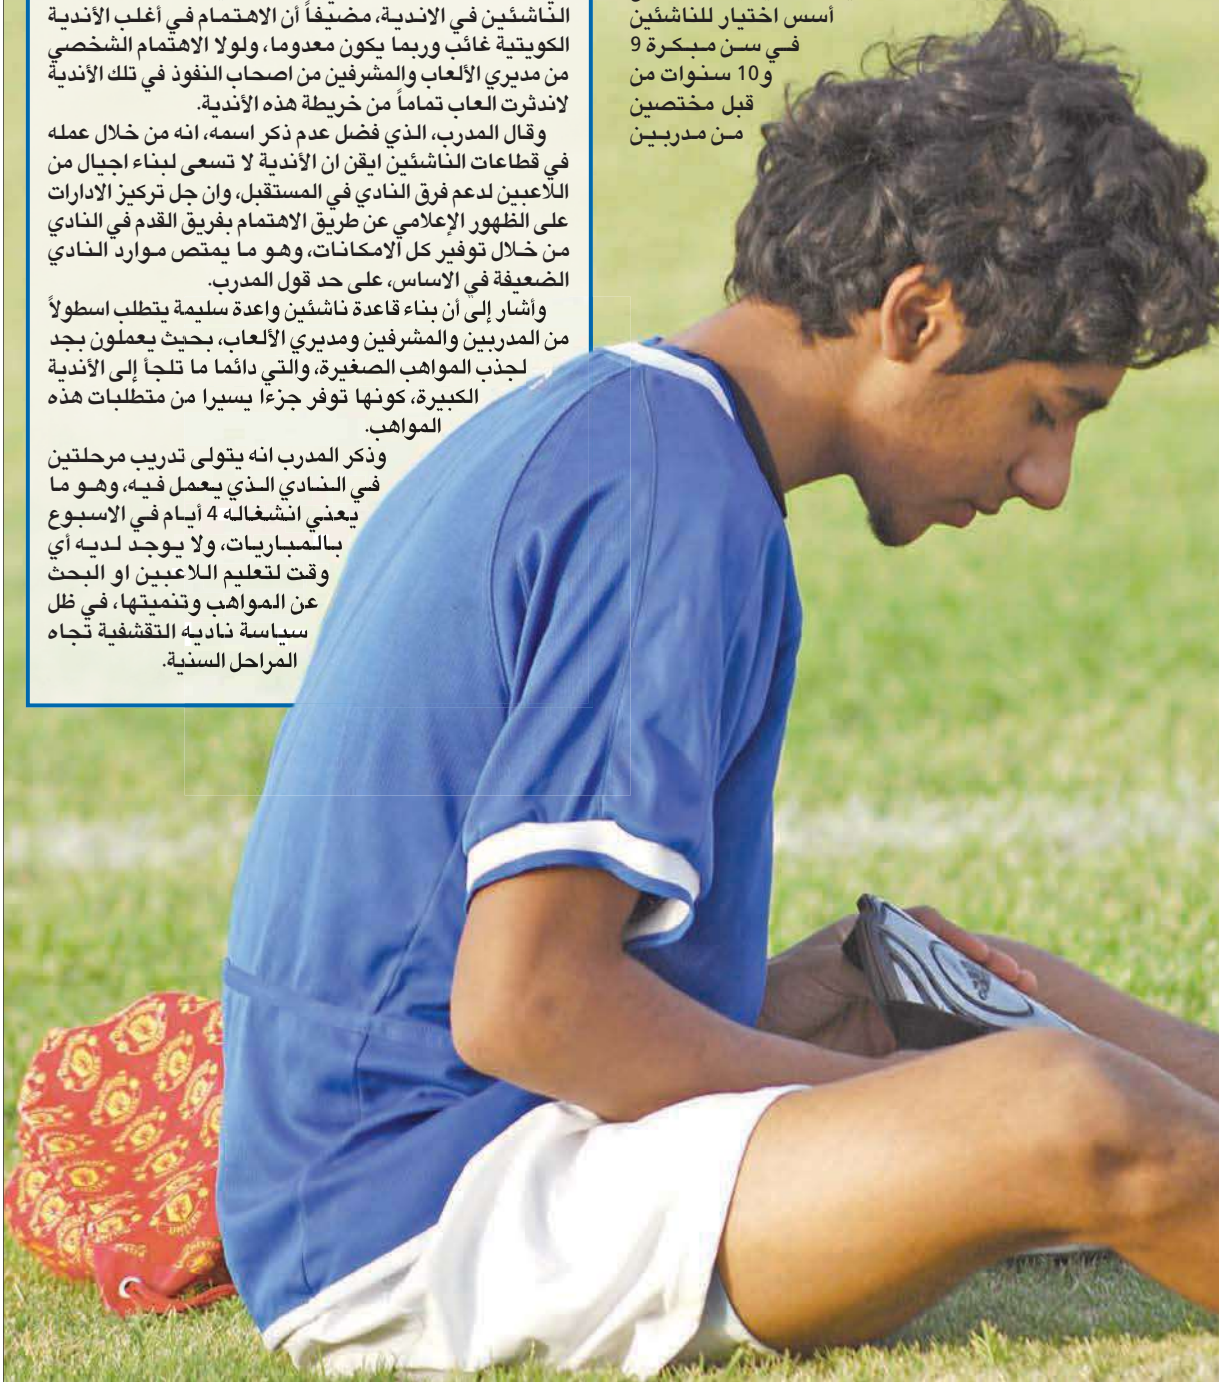 أسس اختيار للناشئين
في سن مبكرة 9
و10 سنوات من
قبل مختصين
من مدربين
الناشئين في الاندية، مضيفاً أن الاهتمام في أغلب الأندية
الكويتية غائب وربما يكون معدوما، ولولا الاهتمام الشخصي
من مديري الألعاب والمشرفين من اصحاب النفوذ في تلك الأندية
لاندثرت العاب تماماً من خريطة هذه الأندية.
وقال المدرب، الذي فضل عدم ذكر اسمه، انه من خلال عمله
في قطاعات الناشئين ايقن ان الأندية لا تسعى لبناء اجيال من
اللاعبين لدعم فرق النادي في المستقبل، وان جل تركيز الادارات
على الظهور الإعلامي عن طريق الاهتمام بفريق القدم في النادي
من خلال توفير كل الامكانات، وهو ما يمتص موارد النادي
الضعيفة في الاساس، على حد قول المدرب.
وأشار إلى أن بناء قاعدة ناشئين واعدة سليمة يتطلب اسطولاً
من المدربين والمشرفين ومديري الألعاب، بحيث يعملون بجد
لجذب المواهب الصغيرة، والتي دائما ما تلجأ إلى الأندية
الكبيرة، كونها توفر جزءا يسيرا من متطلبات هذه
المواهب.
وذكر المدرب انه يتولى تدريب مرحلتين
في النادي الذي يعمل فيه، وهو ما
يعني انشغاله 4 أيام في الاسبوع
بالمباريات، ولا يوجد لديه أي
وقت لتعليم اللاعبين او البحث
عن المواهب وتنميتها، في ظل
سياسة ناديه التقشفية تجاه
المراحل السنية.